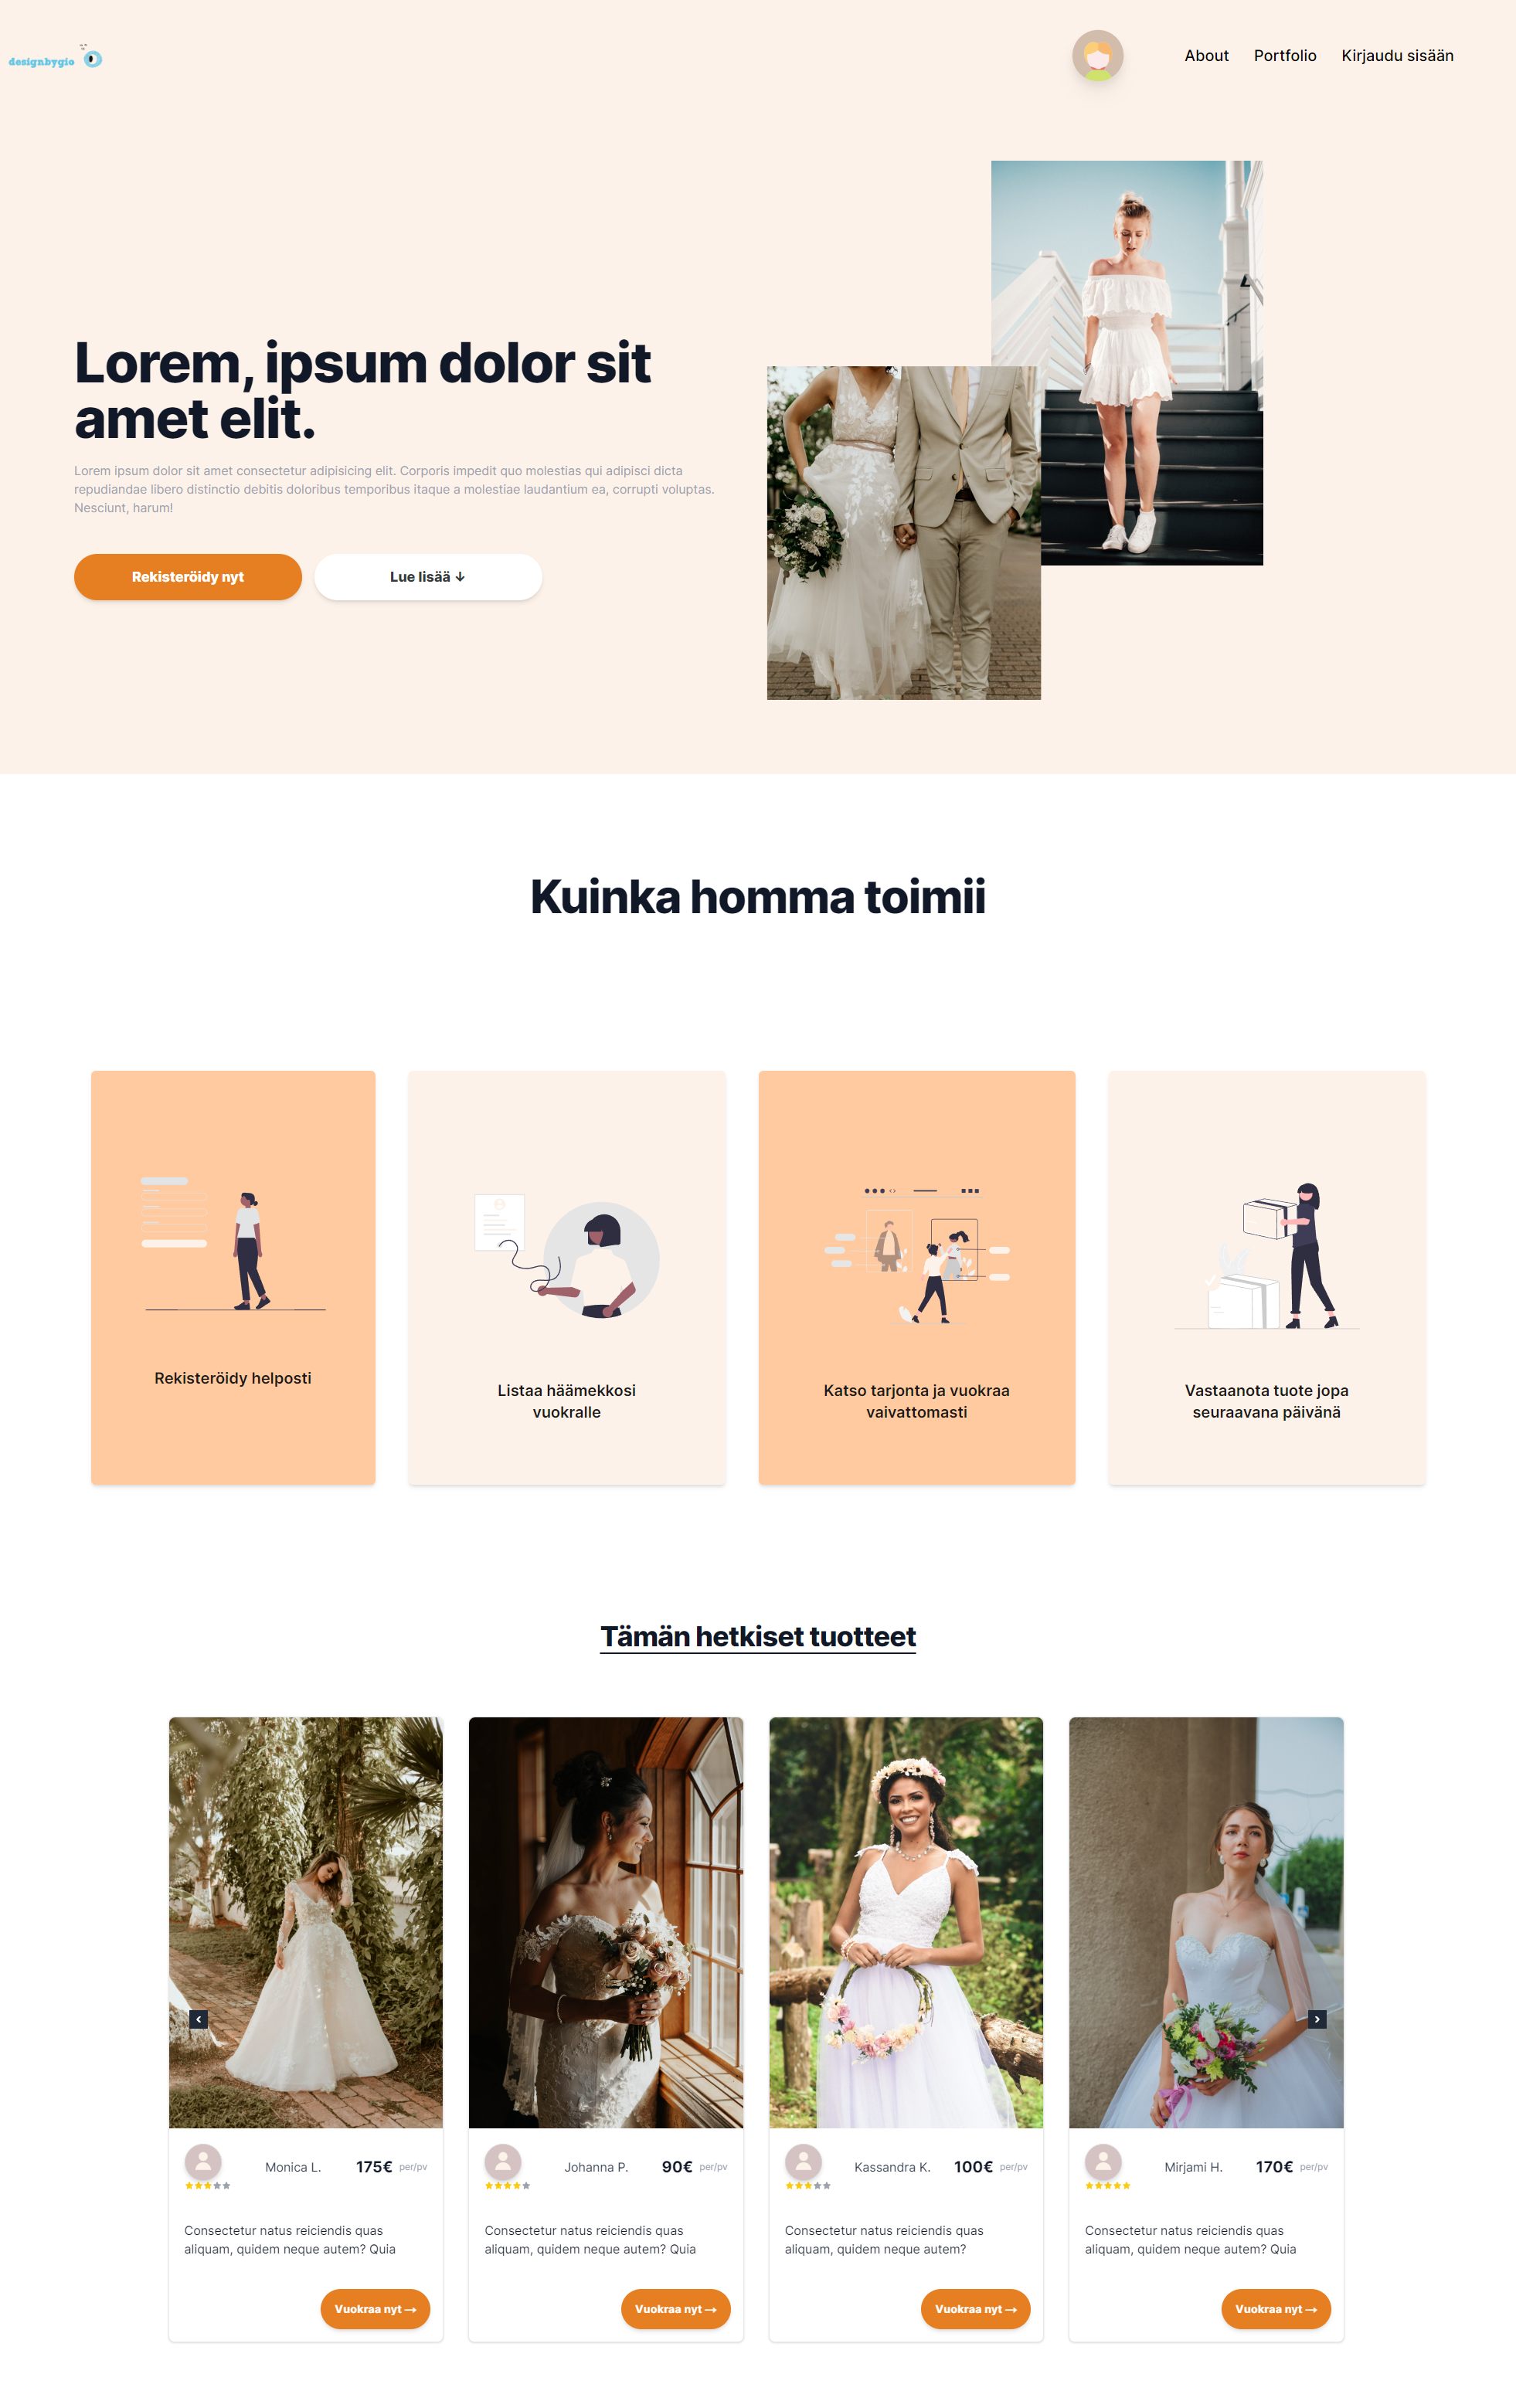 designbygio
About Portfolio Kirjaudu sisään
Lorem, ipsum dolor sit
amet elit.
Lorem ipsum dolor sit amet consectetur adipisicing elit. Corporis impedit quo molestias qui adipisci dicta
repudiandae libero distinctio debitis doloribus temporibus itaque a molestiae laudantium ea, corrupti voluptas.
Nesciunt, harum!
Rekisteröidy nyt
Lue lisää ↓
Kuinka homma toimii
Rekisteröidy helposti
Listaa häämekkosi
vuokralle
Katso tarjonta ja vuokraa
vaivattomasti
Vastaanota tuote jopa
seuraavana päivänä
Tämän hetkiset tuotteet
Monica L. 175€ per/pv
Consectetur natus reiciendis quas
aliquam, quidem neque autem? Quia
Vuokraa nyt →
Johanna P. 90€ per/pv
Consectetur natus reiciendis quas
aliquam, quidem neque autem? Quia
Vuokraa nyt →
Kassandra K. 100€ per/pv
Consectetur natus reiciendis quas
aliquam, quidem neque autem?
Vuokraa nyt →
Mirjami H. 170€ per/pv
Consectetur natus reiciendis quas
aliquam, quidem neque autem? Quia
Vuokraa nyt →